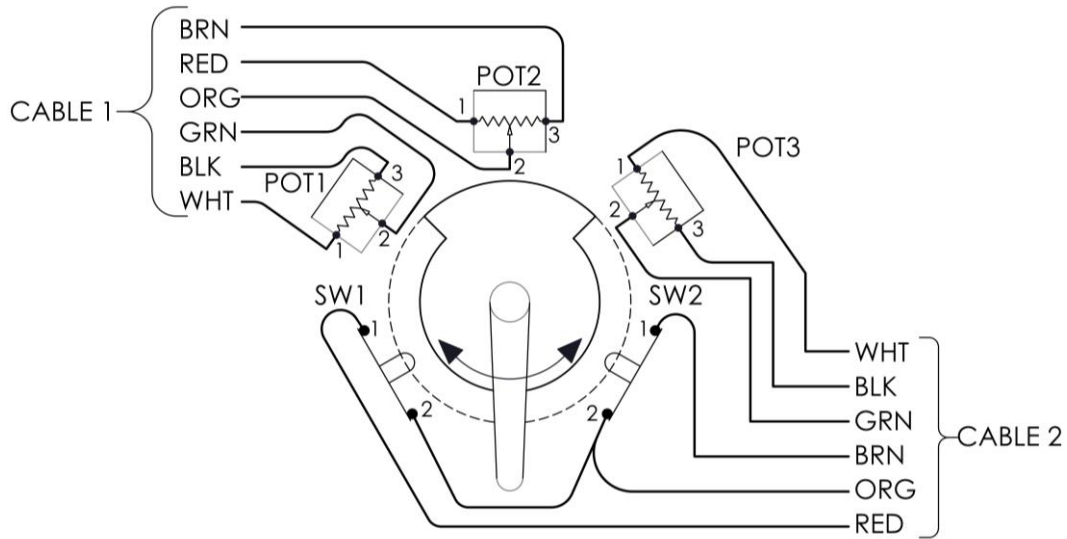 CABLE 1
BRN
RED
ORG
GRN
BLK
WHT
POT2
1
3
2
POT1
3
2
1
POT3
1
2
3
SW1
1
2
SW2
1
2
WHT
BLK
GRN
BRN
ORG
RED
CABLE 2